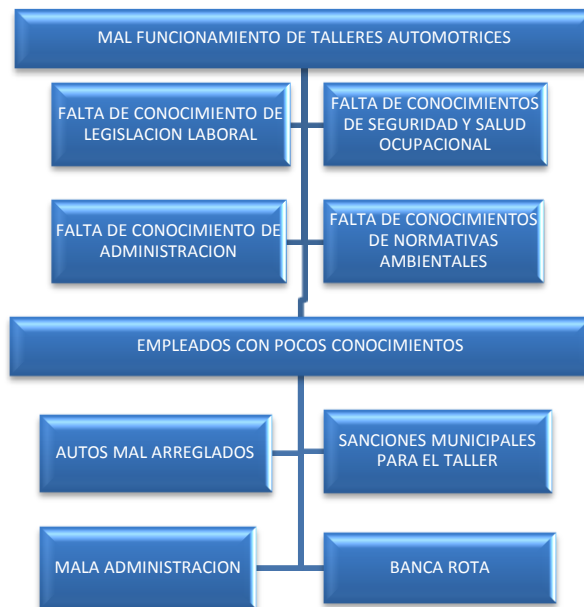 MAL FUNCIONAMIENTO DE TALLERES AUTOMOTRICES
FALTA DE CONOCIMIENTO DE
LEGISLACION LABORAL
FALTA DE CONOCIMIENTOS
DE SEGURIDAD Y SALUD
OCUPACIONAL
FALTA DE CONOCIMIENTO DE
ADMINISTRACION
FALTA DE CONOCIMIENTOS
DE NORMATIVAS
AMBIENTALES
EMPLEADOS CON POCOS CONOCIMIENTOS
AUTOS MAL ARREGLADOS
SANCIONES MUNICIPALES
PARA EL TALLER
MALA ADMINISTRACION
BANCA ROTA